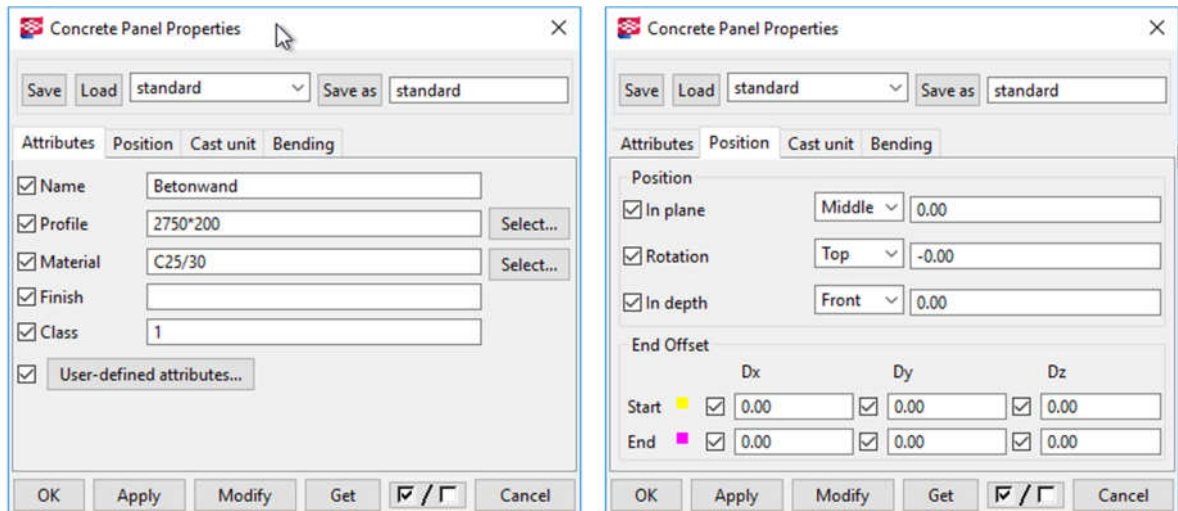 Concrete Panel Properties
Save Load standard Save as standard
Attributes Position Cast unit Bending
Name Betonwand
Profile 2750*200 Select...
Material C25/30 Select...
Finish
Class 1
User-defined attributes...
OK Apply Modify Get / Cancel
Concrete Panel Properties
Save Load standard Save as standard
Attributes Position Cast unit Bending
Position
In plane Middle 0.00
Rotation Top -0.00
In depth Front 0.00
End Offset
Dx Dy Dz
Start 0.00 0.00 0.00
End 0.00 0.00 0.00
OK Apply Modify Get / Cancel